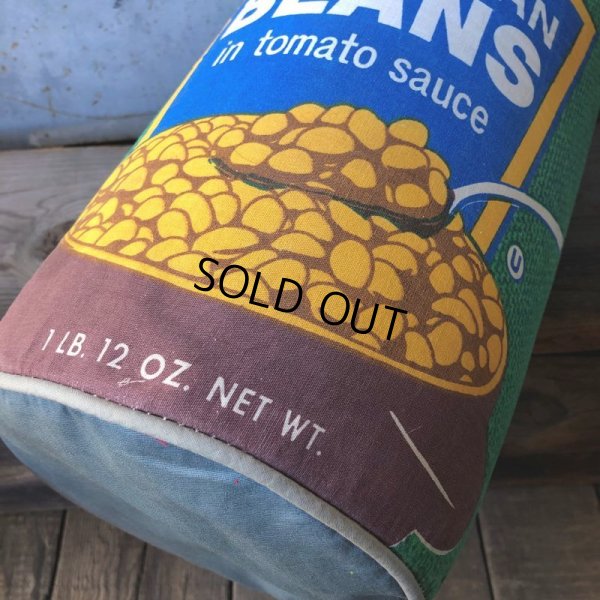 BEANS
in tomato sauce
U
SOLD OUT
1 LB. 12 OZ. NET WT.